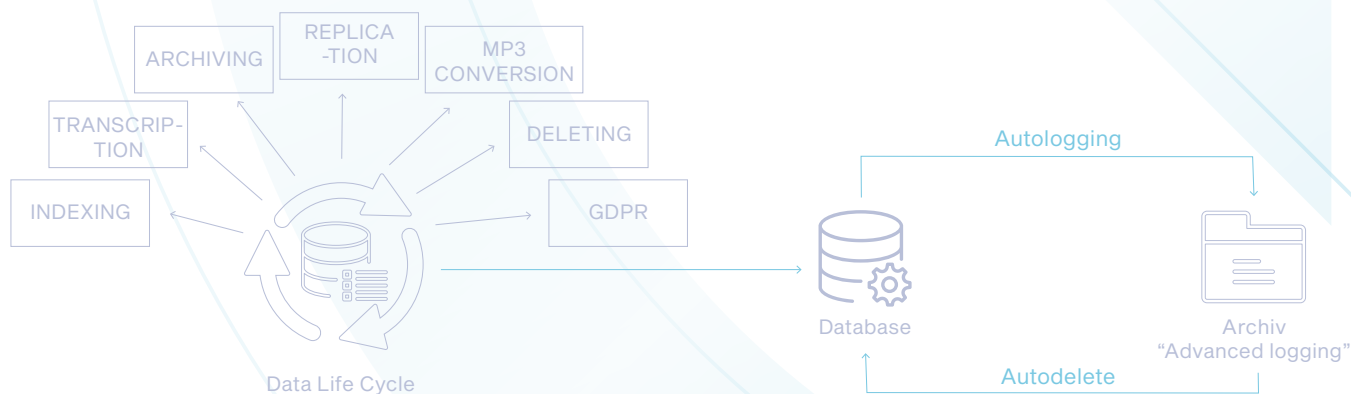 REPLICA
-TION
ARCHIVING
MP3
CONVERSION
TRANSCRIP-
TION
DELETING
INDEXING
GDPR
Data Life Cycle
Autologging
Database
Archiv
“Advanced logging”
Autodelete